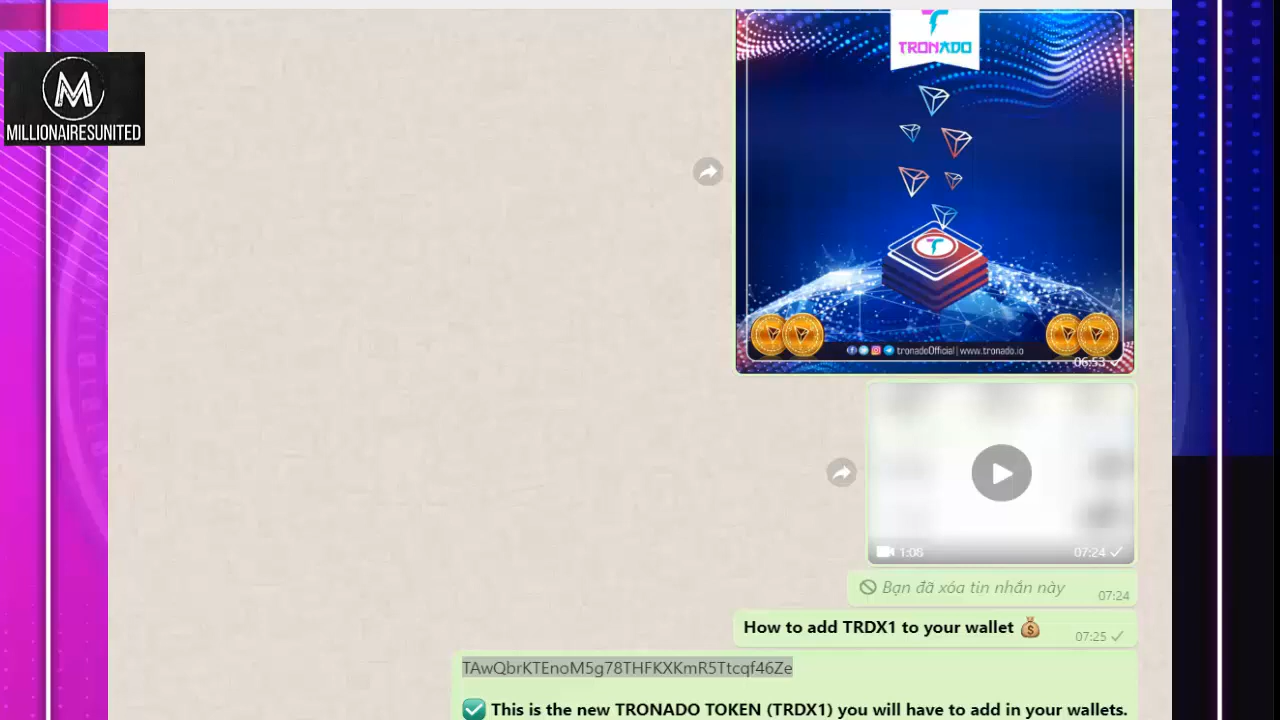 TRONADO
MILLIONAIRESUNITED
tronadoOfficial | www.tronado.io
06:53
1:06
07:24
Bạn đã xóa tin nhắn này
07:24
How to add TRDX1 to your wallet 💰
07:25
TAwQbrKTEnoM5g78THFKXKmR5Ttcqf46Ze
✅ This is the new TRONADO TOKEN (TRDX1) you will have to add in your wallets.